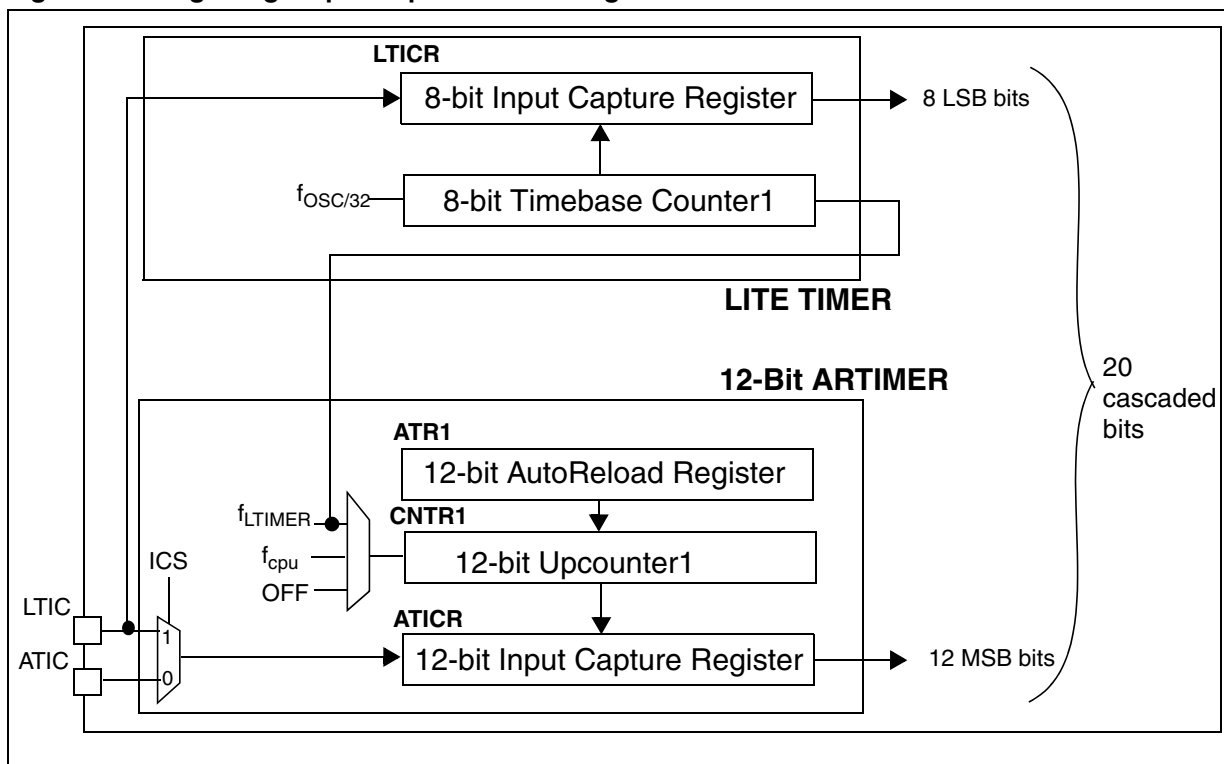 LTICR
8-bit Input Capture Register
8 LSB bits
fOSC/32
8-bit Timebase Counter1
LITE TIMER
12-Bit ARTIMER
20
cascaded
bits
ATR1
12-bit AutoReload Register
fLTIMER
CNTR1
fcpu
12-bit Upcounter1
OFF
ICS
LTIC
ATICR
1
ATIC
12-bit Input Capture Register
12 MSB bits
0